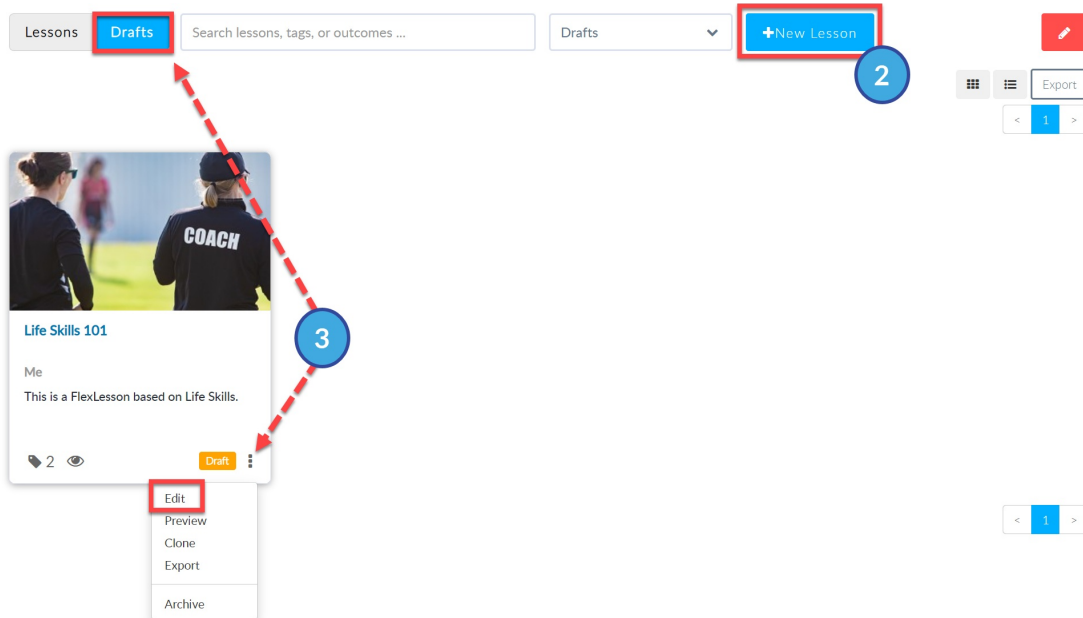 Lessons Drafts Search lessons, tags, or outcomes ... Drafts +New Lesson
2
Export
< 1 >
COACH
Life Skills 101
3
Me
This is a FlexLesson based on Life Skills.
2 Draft
Edit
Preview
< 1 >
Clone
Export
Archive